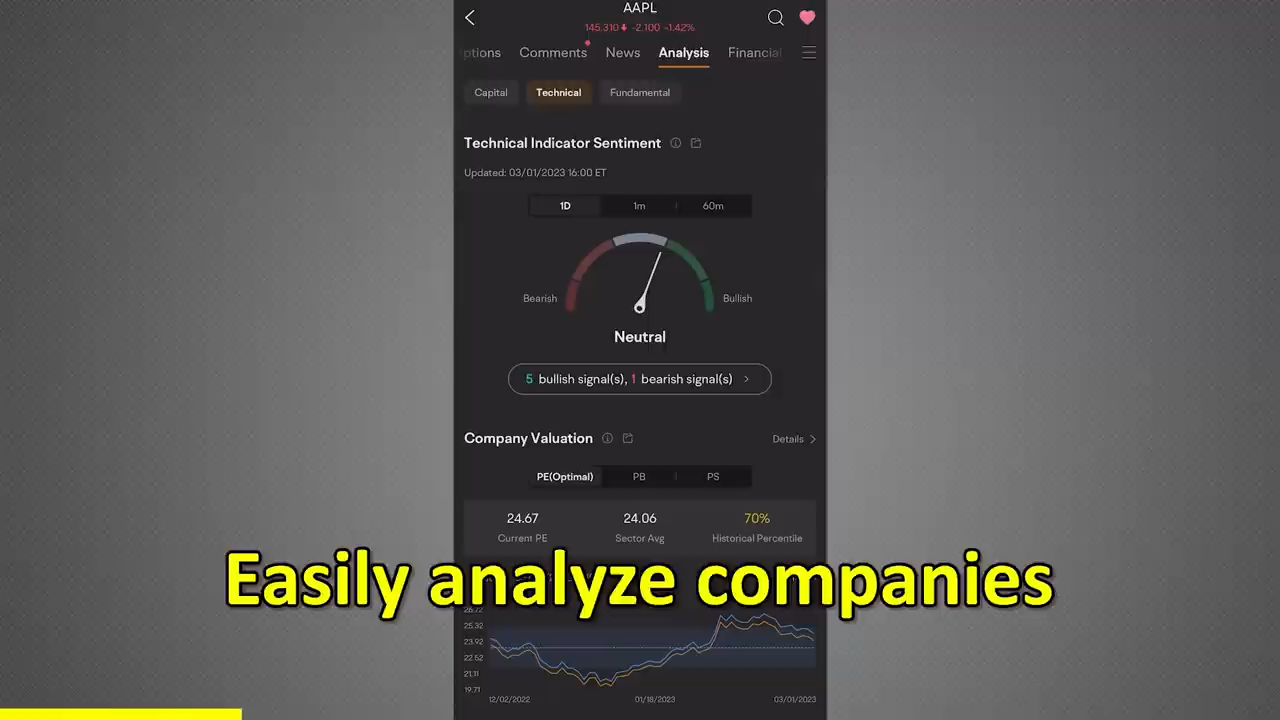 AAPL
145.310 -2.100 -1.42%
ptions Comments News Analysis Financial
Capital Technical Fundamental
Technical Indicator Sentiment
Updated: 03/01/2023 16:00 ET
1D 1m 60m
Bearish Bullish
Neutral
5 bullish signal(s), 1 bearish signal(s) >
Company Valuation Details >
PE(Optimal) PB PS
24.67 24.06 70%
Current PE Sector Avg Historical Percentile
Easily analyze companies
26.72
25.32
23.92
22.52
21.11
19.71
12/02/2022 01/18/2023 03/01/2023